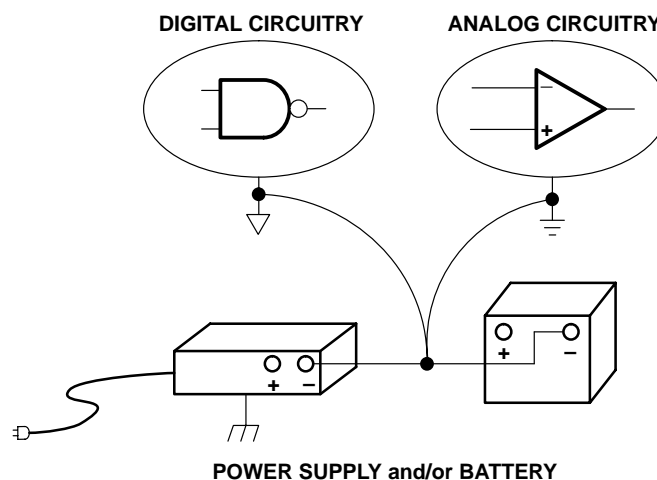 DIGITAL CIRCUITRY
ANALOG CIRCUITRY
−
+
+ −
+ −
POWER SUPPLY and/or BATTERY